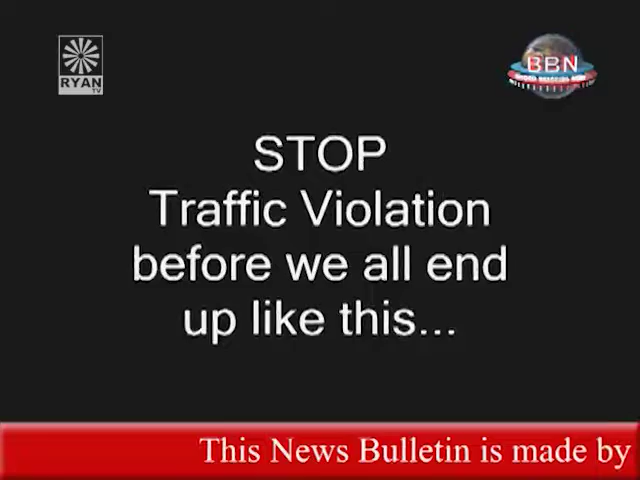 RYAN
TV
BBN
STOP
Traffic Violation
before we all end
up like this...
This News Bulletin is made by